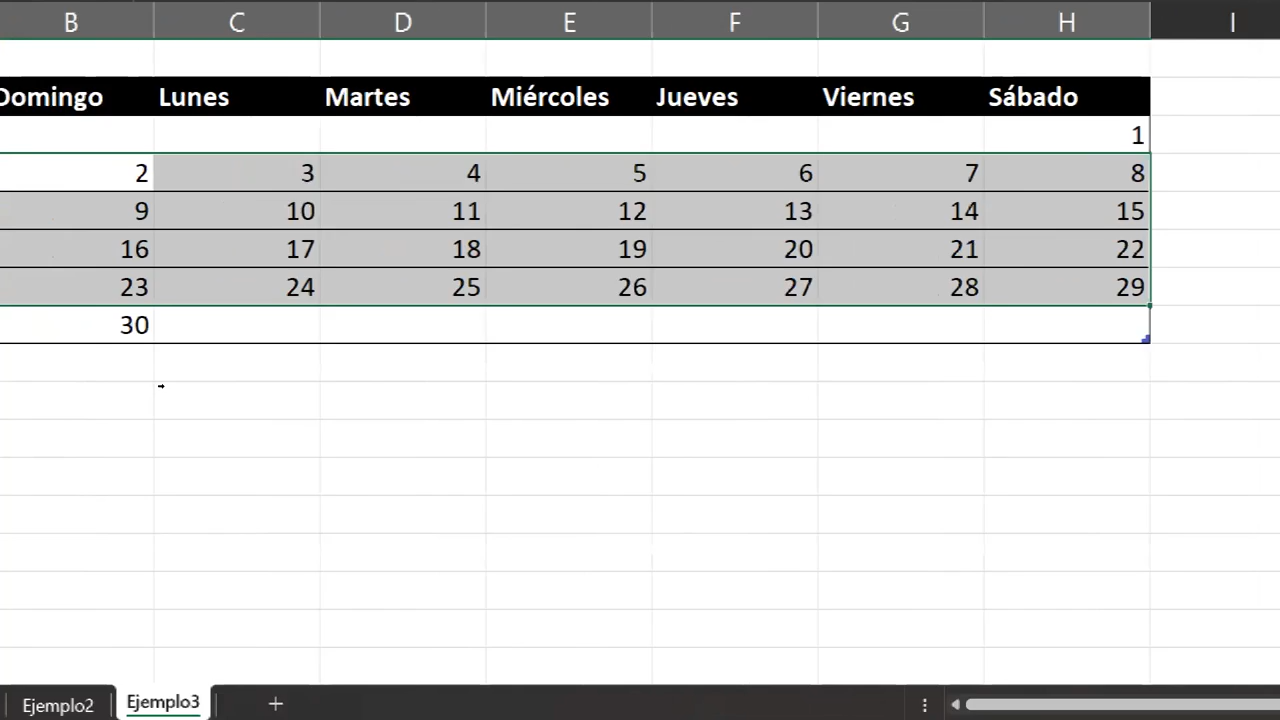 B C D E F G H I
Domingo Lunes Martes Miércoles Jueves Viernes Sábado
1
2 3 4 5 6 7 8
9 10 11 12 13 14 15
16 17 18 19 20 21 22
23 24 25 26 27 28 29
30
Ejemplo2 Ejemplo3 +